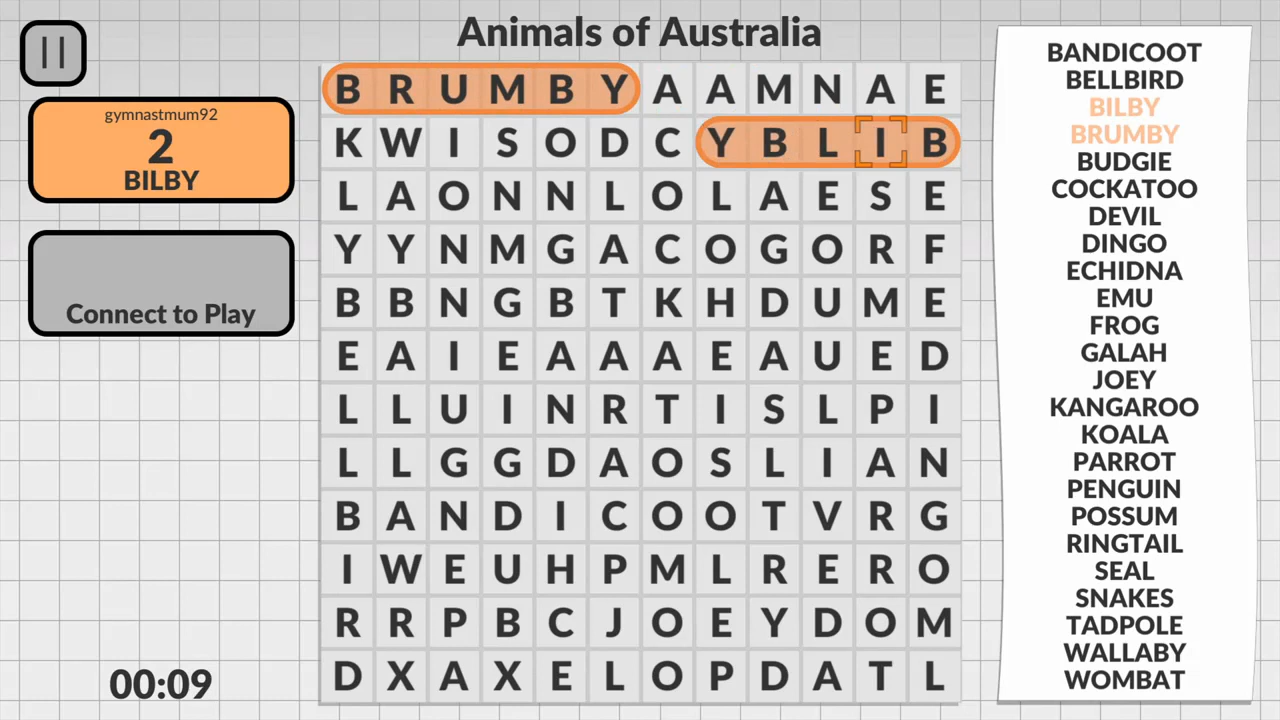 Animals of Australia
gymnastmum92
2
BILBY
Connect to Play
00:09
B R U M B Y A A M N A E
K W I S O D C Y B L I B
L A O N N L O L A E S E
Y Y N M G A C O G O R F
B B N G B T K H D U M E
E A I E A A A E A U E D
L L U I N R T I S L P I
L L G G D A O S L I A N
B A N D I C O O T V R G
I W E U H P M L R E R O
R R P B C J O E Y D O M
D X A X E L O P D A T L
BANDICOOT
BELLBIRD
BILBY
BRUMBY
BUDGIE
COCKATOO
DEVIL
DINGO
ECHIDNA
EMU
FROG
GALAH
JOEY
KANGAROO
KOALA
PARROT
PENGUIN
POSSUM
RINGTAIL
SEAL
SNAKES
TADPOLE
WALLABY
WOMBAT